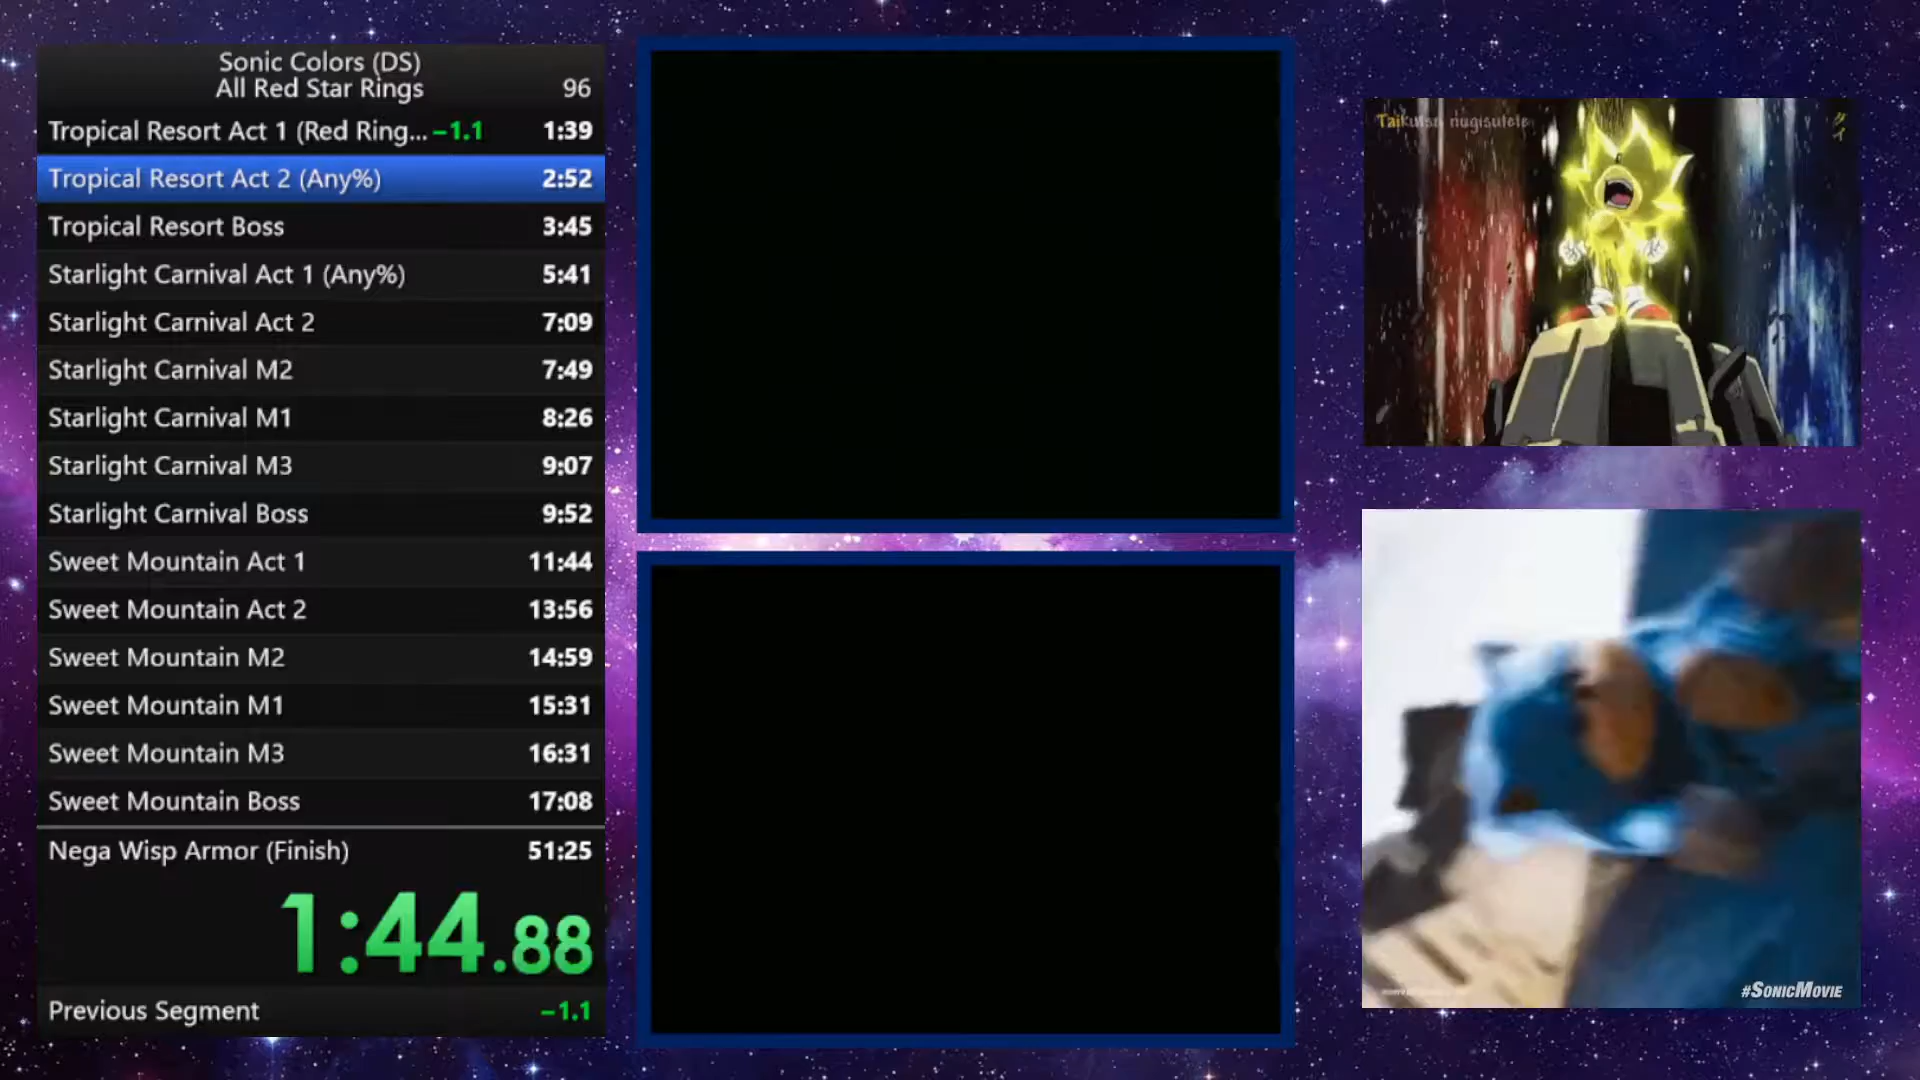 Sonic Colors (DS)
All Red Star Rings 96
Tropical Resort Act 1 (Red Ring... −1.1 1:39
Tropical Resort Act 2 (Any%) 2:52
Tropical Resort Boss 3:45
Starlight Carnival Act 1 (Any%) 5:41
Starlight Carnival Act 2 7:09
Starlight Carnival M2 7:49
Starlight Carnival M1 8:26
Starlight Carnival M3 9:07
Starlight Carnival Boss 9:52
Sweet Mountain Act 1 11:44
Sweet Mountain Act 2 13:56
Sweet Mountain M2 14:59
Sweet Mountain M1 15:31
Sweet Mountain M3 16:31
Sweet Mountain Boss 17:08
Nega Wisp Armor (Finish) 51:25
1:44.88
Previous Segment −1.1
タイ
#SONICMOVIE